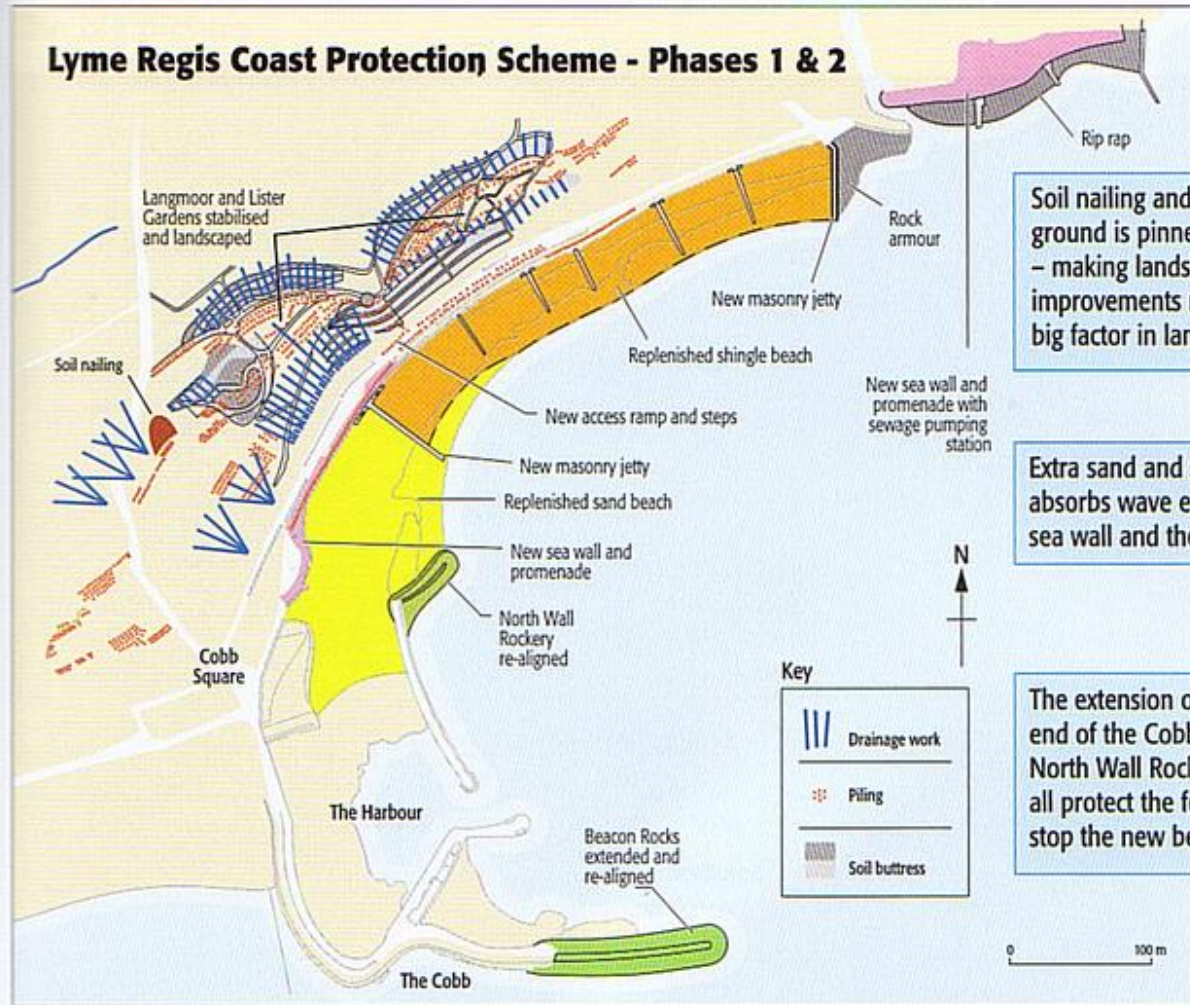 Lyme Regis Coast Protection Scheme - Phases 1 & 2
Rip rap
Langmoor and Lister
Gardens stabilised
and landscaped
Rock
armour
New masonry jetty
Replenished shingle beach
Soil nailing
New sea wall and
promenade with
sewage pumping
station
New access ramp and steps
New masonry jetty
Replenished sand beach
New sea wall and
promenade
North Wall
Rockery
re-aligned
Cobb
Square
N
Key
Drainage work
Piling
Soil buttress
The Harbour
Beacon Rocks
extended and
re-aligned
The Cobb
0 100 m
Soil nailing and
ground is pinne
– making lands
improvements
big factor in lan
Extra sand and
absorbs wave e
sea wall and the
The extension o
end of the Cobb
North Wall Rock
all protect the f
stop the new be